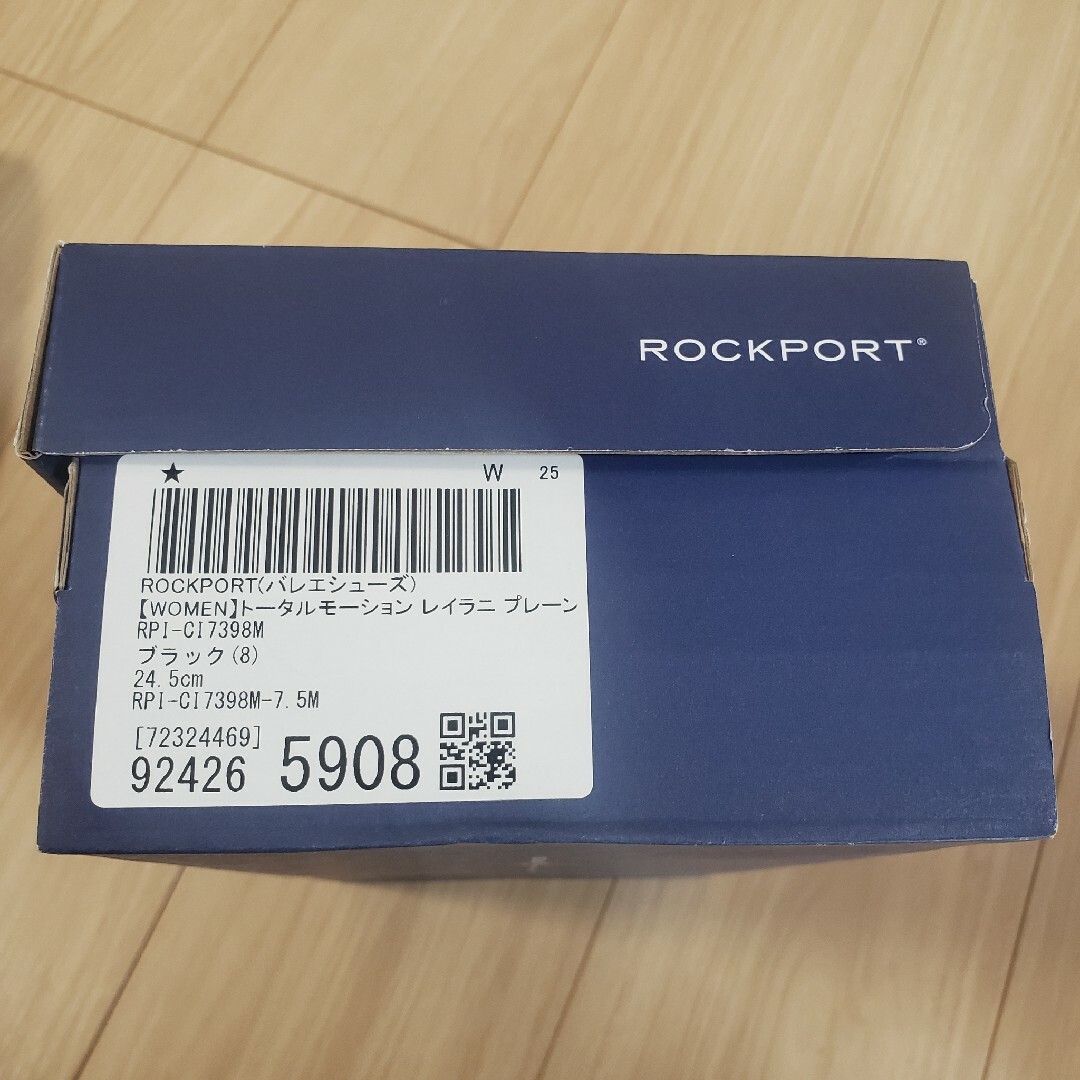 ROCKPORT®
★ W 25
ROCKPORT(バレエシューズ)
【WOMEN】トータルモーション レイラニ プレーン
RPI-CI7398M
ブラック(8)
24.5cm
RPI-CI7398M-7.5M
[72324469]
92426 5908